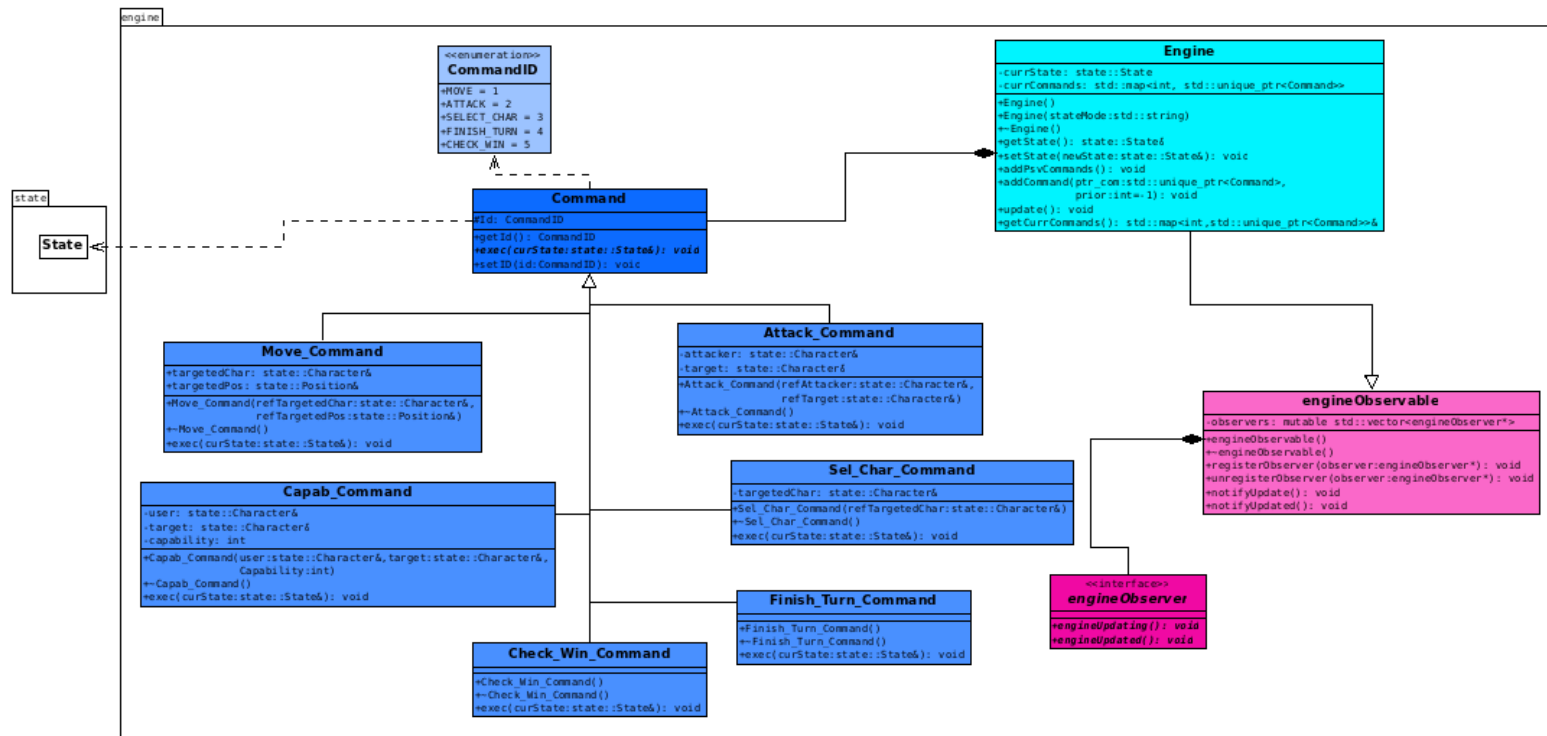 engine
<<enumeration>>
CommandID
+MOVE = 1
+ATTACK = 2
+SELECT_CHAR = 3
+FINISH_TURN = 4
+CHECK_WIN = 5
Engine
-currState: state::State
-currCommands: std::map<int, std::unique_ptr<Command>>
+Engine()
+Engine(stateMode:std::string)
+~Engine()
+getState(): state::State&
+setState(newState:state::State&): void
+addPsvCommands(): void
+addCommand(ptr_com:std::unique_ptr<Command>,
prior:int=-1): void
+update(): void
+getCurrCommands(): std::map<int,std::unique_ptr<Command>>&
state
State
Command
#Id: CommandID
+getId(): CommandID
+exec(curState:state::State&): void
+setID(id:CommandID): void
Move_Command
+targetedChar: state::Character&
+targetedPos: state::Position&
+Move_Command(refTargetedChar:state::Character&,
refTargetedPos:state::Position&)
+~Move_Command()
+exec(curState:state::State&): void
Attack_Command
-attacker: state::Character&
-target: state::Character&
+Attack_Command(refAttacker:state::Character&,
refTarget:state::Character&)
+~Attack_Command()
+exec(curState:state::State&): void
engineObservable
-observers: mutable std::vector<engineObserver*>
+engineObservable()
+~engineObservable()
+registerObserver(observer:engineObserver*): void
+unregisterObserver(observer:engineObserver*): void
+notifyUpdate(): void
+notifyUpdated(): void
Capab_Command
-user: state::Character&
-target: state::Character&
-capability: int
+Capab_Command(user:state::Character&,target:state::Character&,
Capability:int)
+~Capab_Command()
+exec(curState:state::State&): void
Sel_Char_Command
-targetedChar: state::Character&
+Sel_Char_Command(refTargetedChar:state::Character&)
+~Sel_Char_Command()
+exec(curState:state::State&): void
<<interface>>
engineObserver
+engineUpdating(): void
+engineUpdated(): void
Finish_Turn_Command
+Finish_Turn_Command()
+~Finish_Turn_Command()
+exec(curState:state::State&): void
Check_Win_Command
+Check_Win_Command()
+~Check_Win_Command()
+exec(curState:state::State&): void